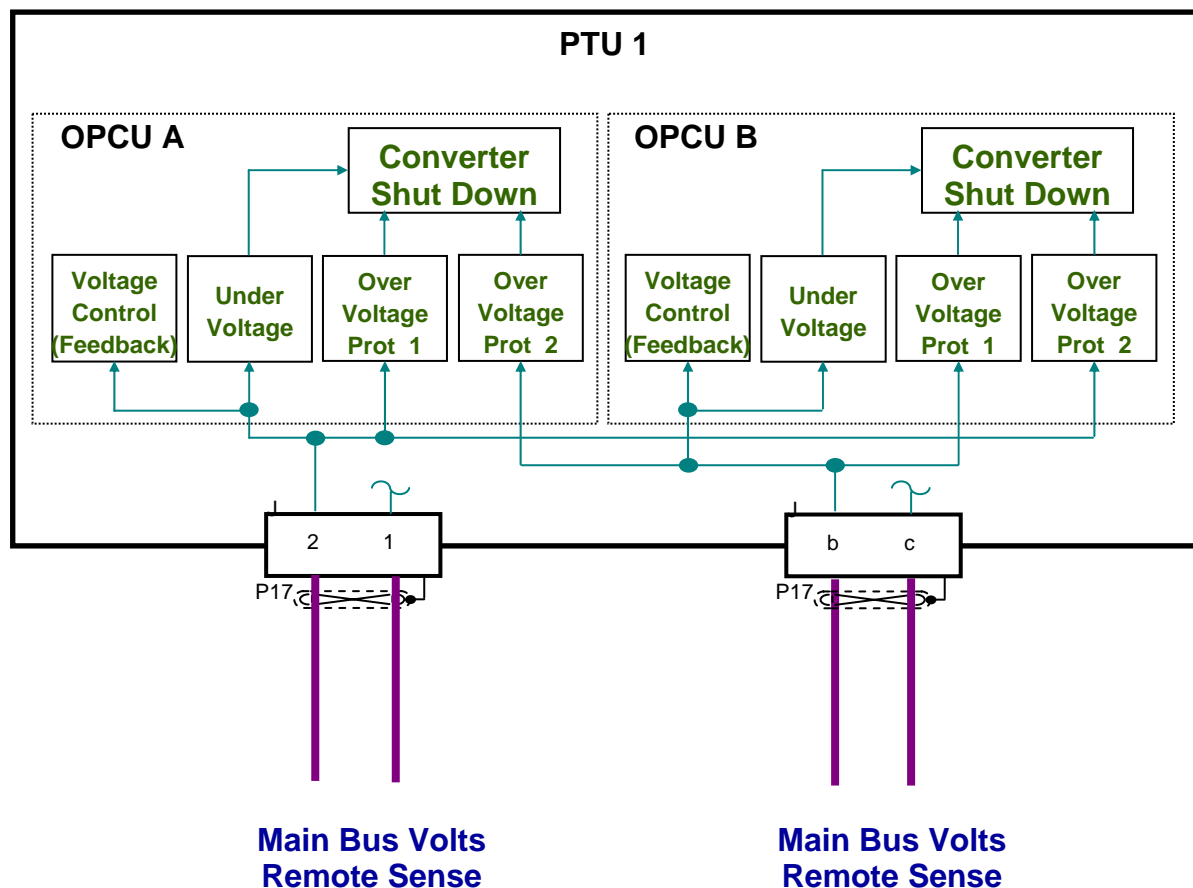 PTU 1
OPCU A
Converter
Shut Down
Voltage
Control
(Feedback)
Under
Voltage
Over
Voltage
Prot 1
Over
Voltage
Prot 2
OPCU B
Converter
Shut Down
Voltage
Control
(Feedback)
Under
Voltage
Over
Voltage
Prot 1
Over
Voltage
Prot 2
2 1
P17
b c
P17
Main Bus Volts
Remote Sense
Main Bus Volts
Remote Sense